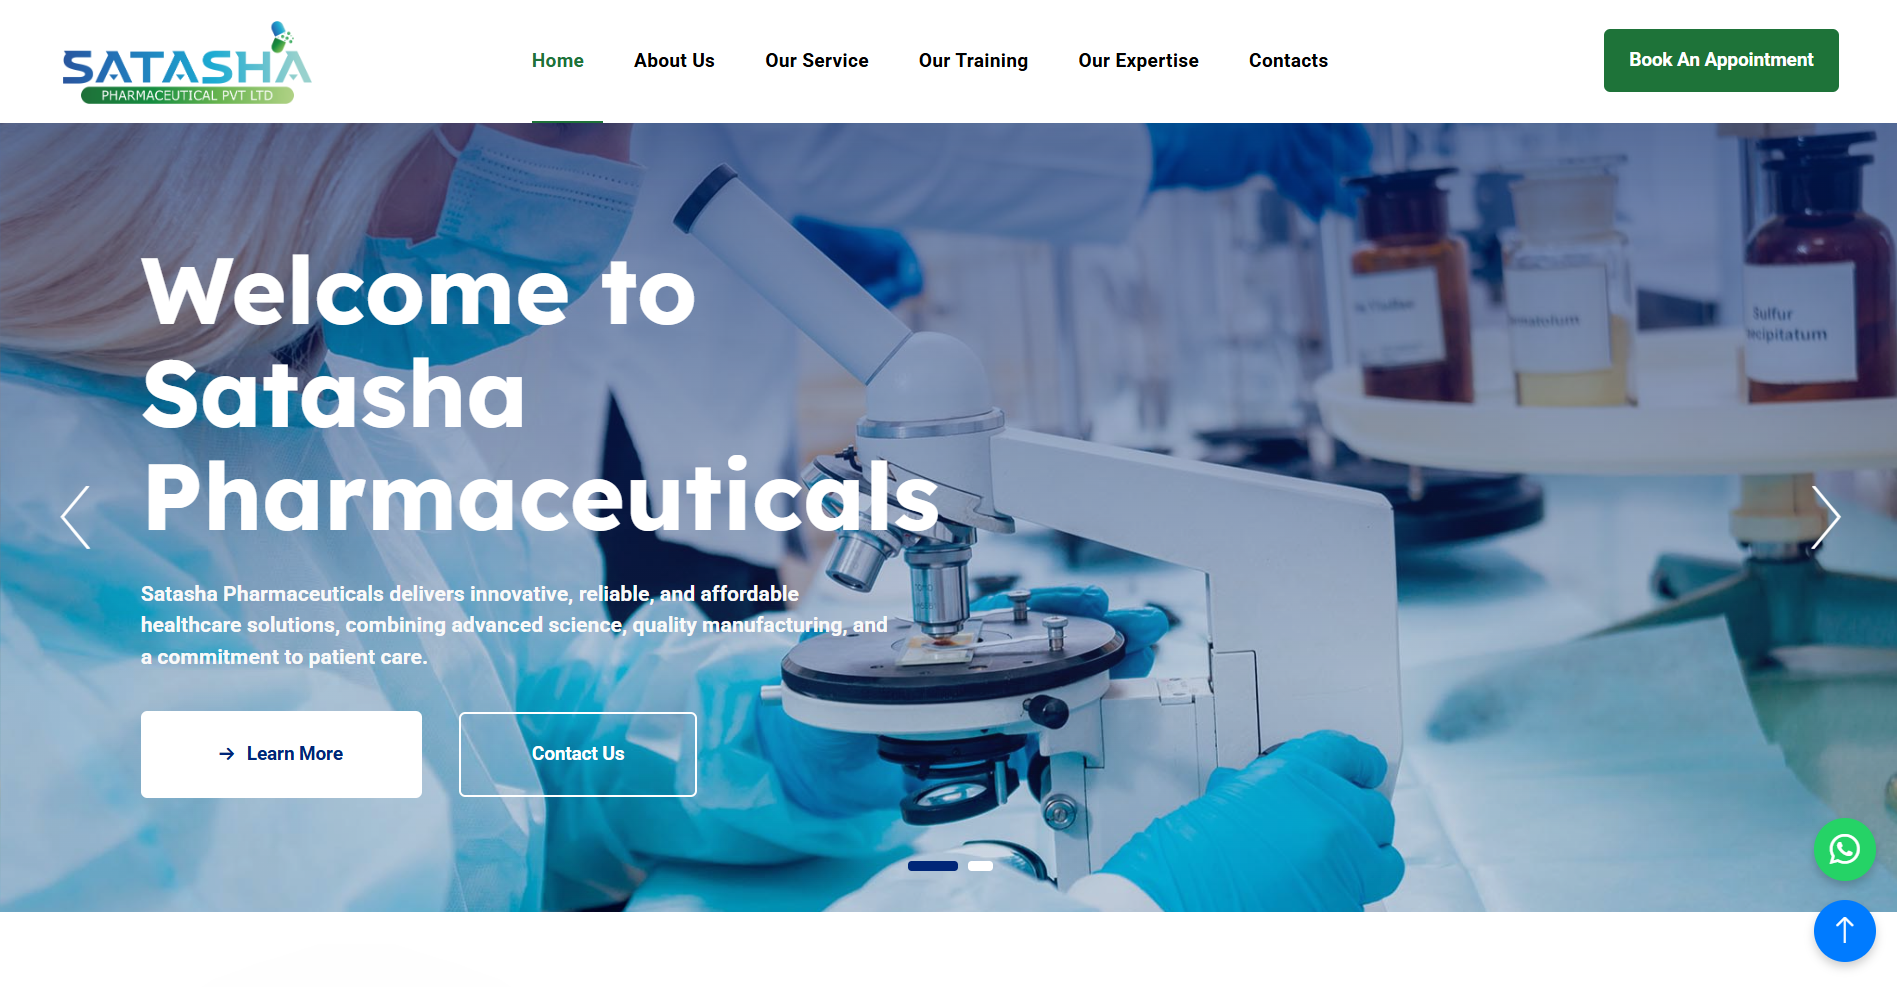 SATASHA
PHARMACEUTICAL PVT LTD
Home
About Us
Our Service
Our Training
Our Expertise
Contacts
Book An Appointment
Welcome to
Satasha
Pharmaceuticals
Satasha Pharmaceuticals delivers innovative, reliable, and affordable
healthcare solutions, combining advanced science, quality manufacturing, and
a commitment to patient care.
→ Learn More
Contact Us
Sulfur